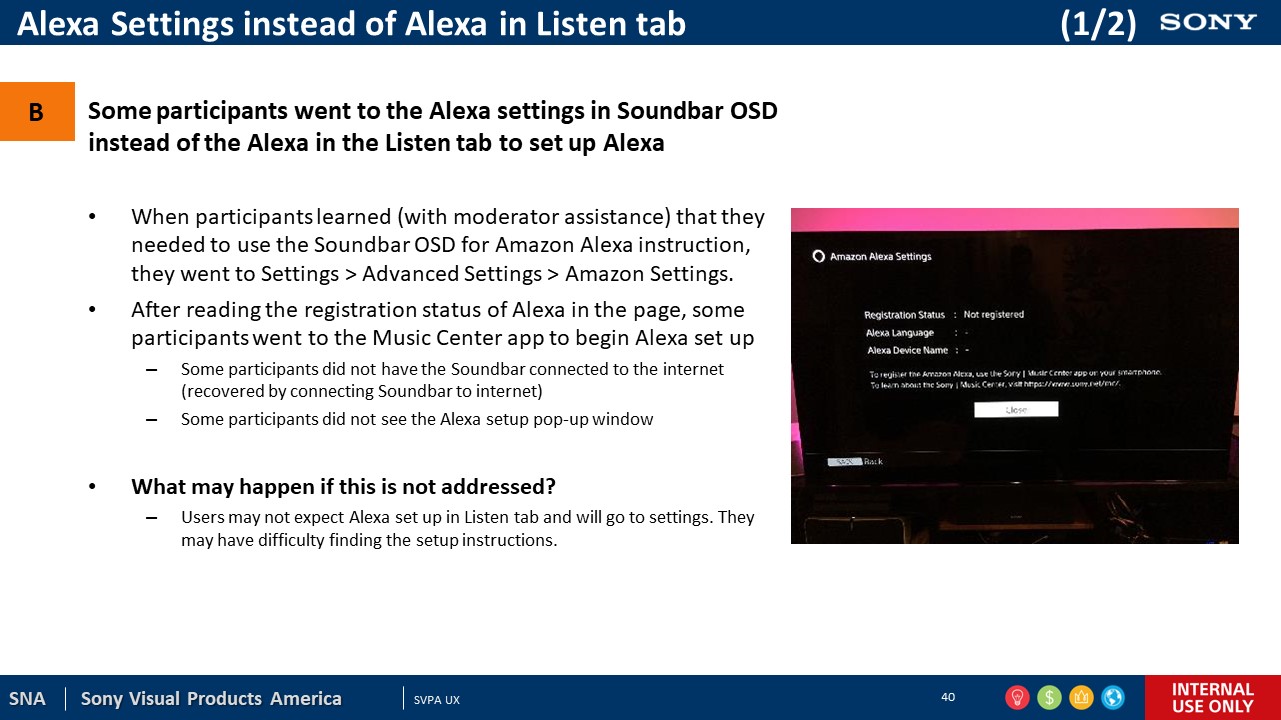 Alexa Settings instead of Alexa in Listen tab (1/2) SONY
B
Some participants went to the Alexa settings in Soundbar OSD
instead of the Alexa in the Listen tab to set up Alexa
• When participants learned (with moderator assistance) that they
needed to use the Soundbar OSD for Amazon Alexa instruction,
they went to Settings > Advanced Settings > Amazon Settings.
• After reading the registration status of Alexa in the page, some
participants went to the Music Center app to begin Alexa set up
– Some participants did not have the Soundbar connected to the internet
(recovered by connecting Soundbar to internet)
– Some participants did not see the Alexa setup pop-up window
• What may happen if this is not addressed?
– Users may not expect Alexa set up in Listen tab and will go to settings. They
may have difficulty finding the setup instructions.
Amazon Alexa Settings
Registration Status : Not registered
Alexa Language : -
Alexa Device Name : -
To register the Amazon Alexa, use the Sony | Music Center app on your smartphone.
To learn about the Sony | Music Center, visit https://www.sony.net/mc/.
Close
BACK Back
SNA Sony Visual Products America SVPA UX 40
INTERNAL
USE ONLY